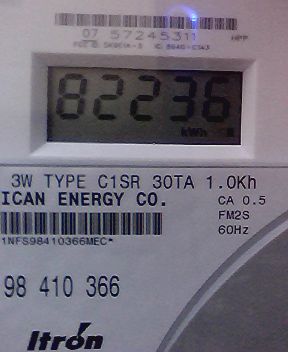 07 57245311
82236
kWh
3W TYPE C1SR 30TA 1.0Kh
ICAN ENERGY CO.
CA 0.5
FM2S
60Hz
1NFS98410366MEC*
98 410 366
Itrón